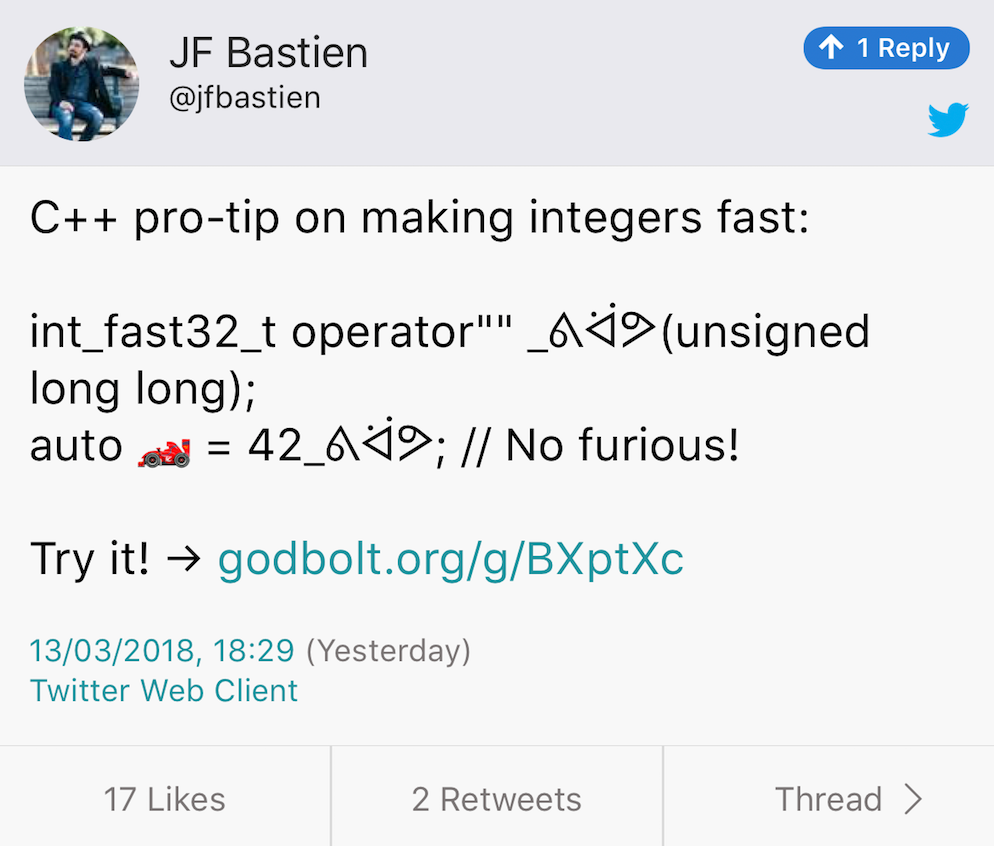 JF Bastien
@jfbastien
↑ 1 Reply
C++ pro-tip on making integers fast:
int_fast32_t operator"" _ᕕᐛᕗ(unsigned
long long);
auto 🏎 = 42_ᕕᐛᕗ; // No furious!
Try it! → godbolt.org/g/BXptXc
13/03/2018, 18:29 (Yesterday)
Twitter Web Client
17 Likes
2 Retweets
Thread >